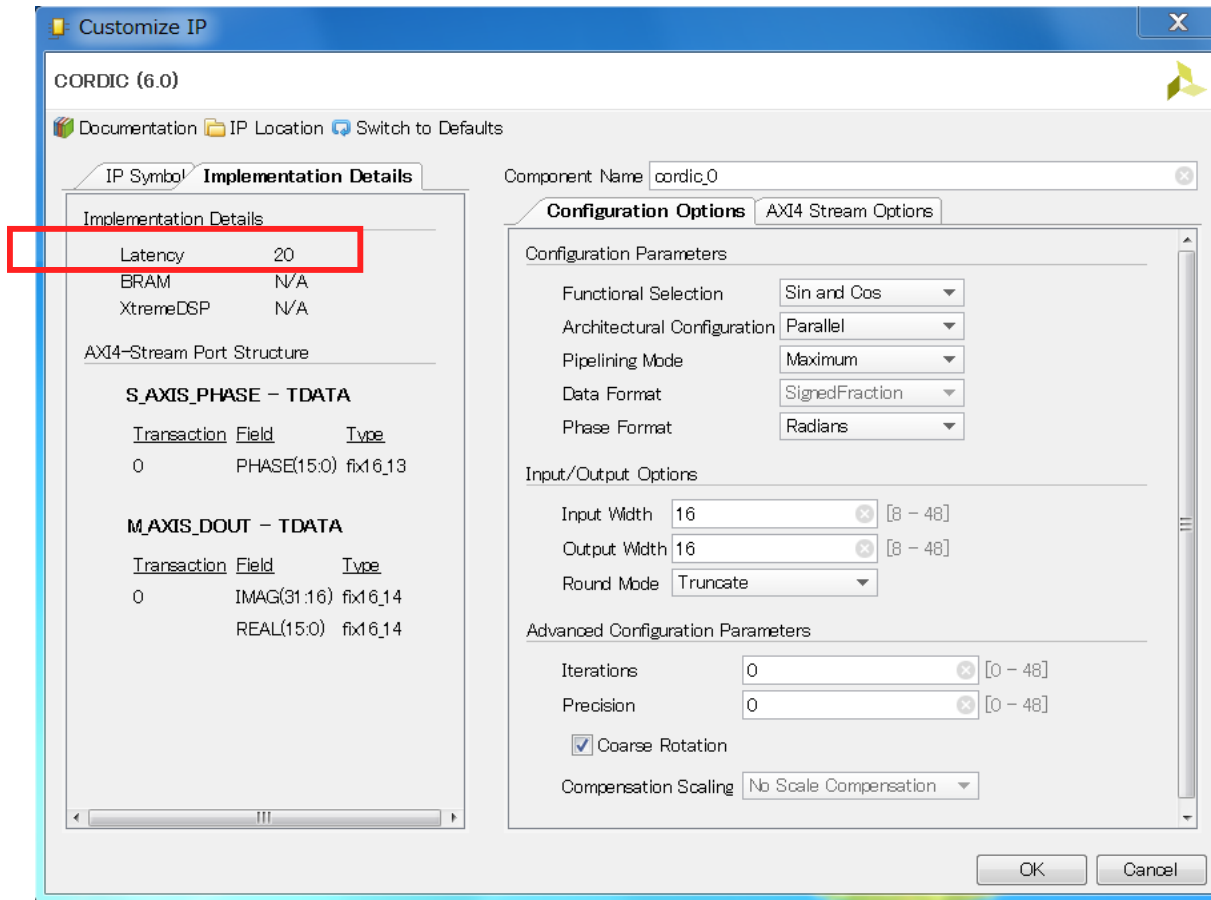 Customize IP
CORDIC (6.0)
Documentation IP Location Switch to Defaults
IP Symbol Implementation Details
Implementation Details
Latency 20
BRAM N/A
XtremeDSP N/A
AXI4-Stream Port Structure
S_AXIS_PHASE - TDATA
Transaction Field Type
0 PHASE(15:0) fix16_13
M_AXIS_DOUT - TDATA
Transaction Field Type
0 IMAG(31:16) fix16_14
REAL(15:0) fix16_14
Component Name cordic_0
Configuration Options AXI4 Stream Options
Configuration Parameters
Functional Selection Sin and Cos
Architectural Configuration Parallel
Pipelining Mode Maximum
Data Format SignedFraction
Phase Format Radians
Input/Output Options
Input Width 16 [8 - 48]
Output Width 16 [8 - 48]
Round Mode Truncate
Advanced Configuration Parameters
Iterations 0 [0 - 48]
Precision 0 [0 - 48]
Coarse Rotation
Compensation Scaling No Scale Compensation
OK Cancel